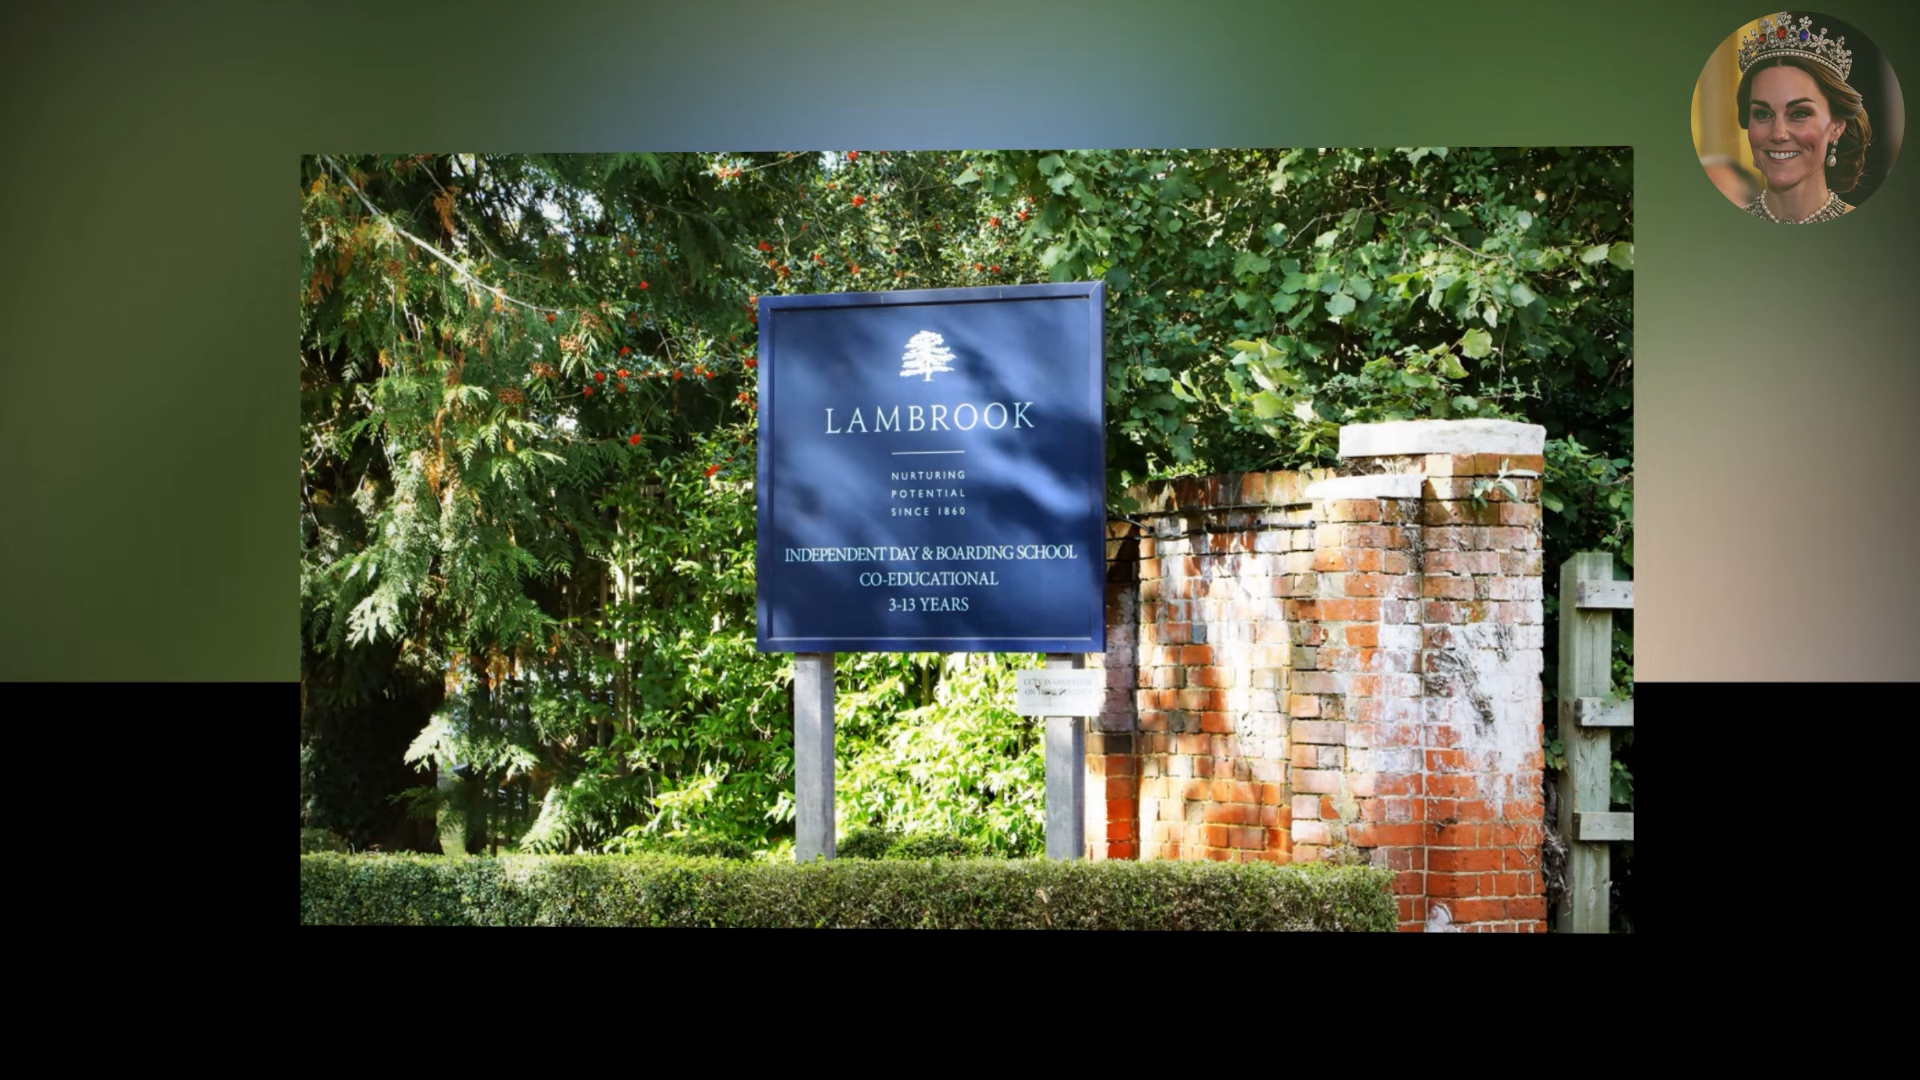 LAMBROOK
NURTURING
POTENTIAL
SINCE 1860
INDEPENDENT DAY & BOARDING SCHOOL
CO-EDUCATIONAL
3-13 YEARS